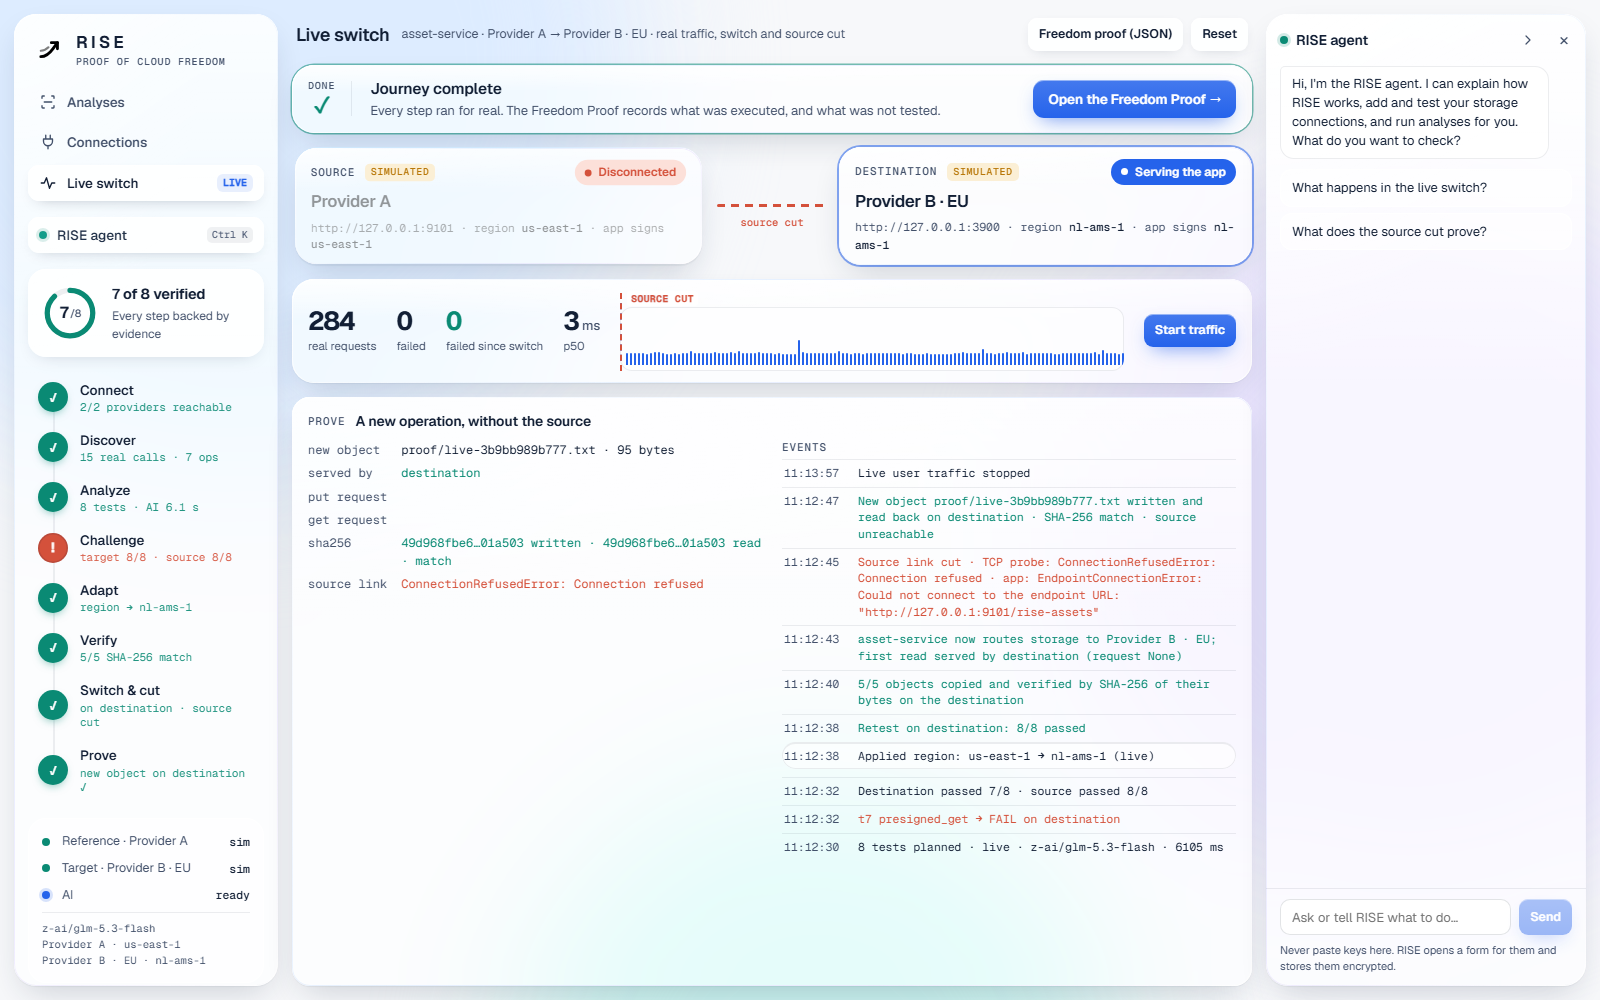 RISE
PROOF OF CLOUD FREEDOM
Analyses
Connections
Live switch LIVE
RISE agent Ctrl K
7/8
7 of 8 verified
Every step backed by
evidence
Connect
2/2 providers reachable
Discover
15 real calls · 7 ops
Analyze
8 tests · AI 6.1 s
Challenge
target 8/8 · source 8/8
Adapt
region → nl-ams-1
Verify
5/5 SHA-256 match
Switch & cut
on destination · source
cut
Prove
new object on destination
✓
Reference · Provider A sim
Target · Provider B · EU sim
AI ready
z-ai/glm-5.3-flash
Provider A · us-east-1
Provider B · EU · nl-ams-1
Live switch asset-service · Provider A → Provider B · EU · real traffic, switch and source cut
Freedom proof (JSON) Reset
DONE
✓
Journey complete
Every step ran for real. The Freedom Proof records what was executed, and what was not tested.
Open the Freedom Proof →
SOURCE SIMULATED Disconnected
Provider A
http://127.0.0.1:9101 · region us-east-1 · app signs
us-east-1
source cut
DESTINATION SIMULATED Serving the app
Provider B · EU
http://127.0.0.1:3900 · region nl-ams-1 · app signs nl-
ams-1
284
real requests
0
failed
0
failed since switch
3 ms
p50
SOURCE CUT
Start traffic
PROVE A new operation, without the source
new object proof/live-3b9bb989b777.txt · 95 bytes
served by destination
put request
get request
sha256 49d968fbe6…01a503 written · 49d968fbe6…01a503 read
· match
source link ConnectionRefusedError: Connection refused
EVENTS
11:13:57 Live user traffic stopped
11:12:47 New object proof/live-3b9bb989b777.txt written and
read back on destination · SHA-256 match · source
unreachable
11:12:45 Source link cut · TCP probe: ConnectionRefusedError:
Connection refused · app: EndpointConnectionError:
Could not connect to the endpoint URL:
"http://127.0.0.1:9101/rise-assets"
11:12:43 asset-service now routes storage to Provider B · EU;
first read served by destination (request None)
11:12:40 5/5 objects copied and verified by SHA-256 of their
bytes on the destination
11:12:38 Retest on destination: 8/8 passed
11:12:38 Applied region: us-east-1 → nl-ams-1 (live)
11:12:32 Destination passed 7/8 · source passed 8/8
11:12:32 t7 presigned_get → FAIL on destination
11:12:30 8 tests planned · live · z-ai/glm-5.3-flash · 6105 ms
RISE agent
Hi, I'm the RISE agent. I can explain how
RISE works, add and test your storage
connections, and run analyses for you.
What do you want to check?
What happens in the live switch?
What does the source cut prove?
Ask or tell RISE what to do…
Send
Never paste keys here. RISE opens a form for them and
stores them encrypted.